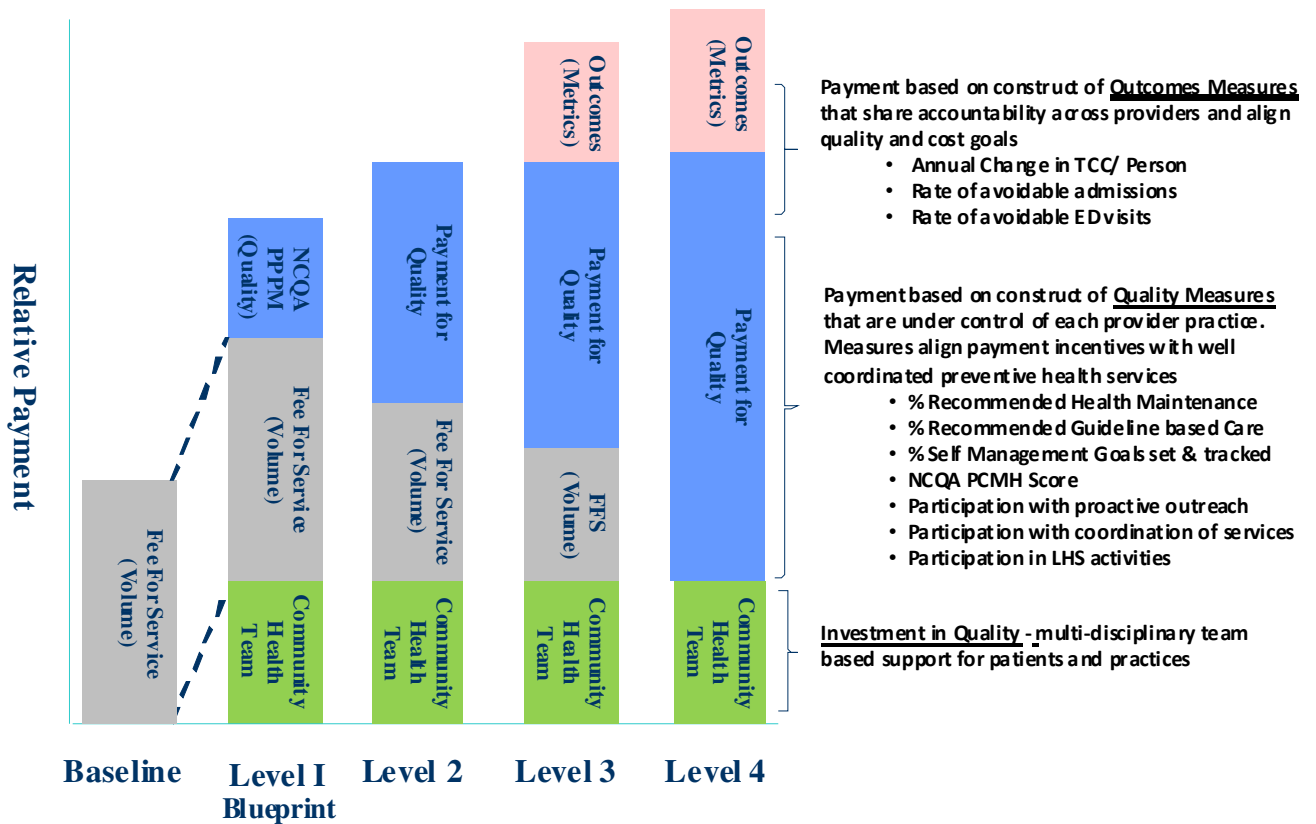 Relative Payment
Fee For Service
(Volume)
Baseline
NCQA
PPPM
(Quality)
Fee For Service
(Volume)
Community
Health
Team
Level I
Blueprint
Payment for
Quality
Fee For Service
(Volume)
Community
Health
Team
Level 2
Outcomes
(Metrics)
Payment for
Quality
FFS
(Volume)
Community
Health
Team
Level 3
Outcomes
(Metrics)
Payment for
Quality
Community
Health
Team
Level 4
Payment based on construct of Outcomes Measures
that share accountability across providers and align
quality and cost goals
• Annual Change in TCC/ Person
• Rate of avoidable admissions
• Rate of avoidable ED visits
Payment based on construct of Quality Measures
that are under control of each provider practice.
Measures align payment incentives with well
coordinated preventive health services
• % Recommended Health Maintenance
• % Recommended Guideline based Care
• % Self Management Goals set & tracked
• NCQA PCMH Score
• Participation with proactive outreach
• Participation with coordination of services
• Participation in LHS activities
Investment in Quality - multi-disciplinary team
based support for patients and practices